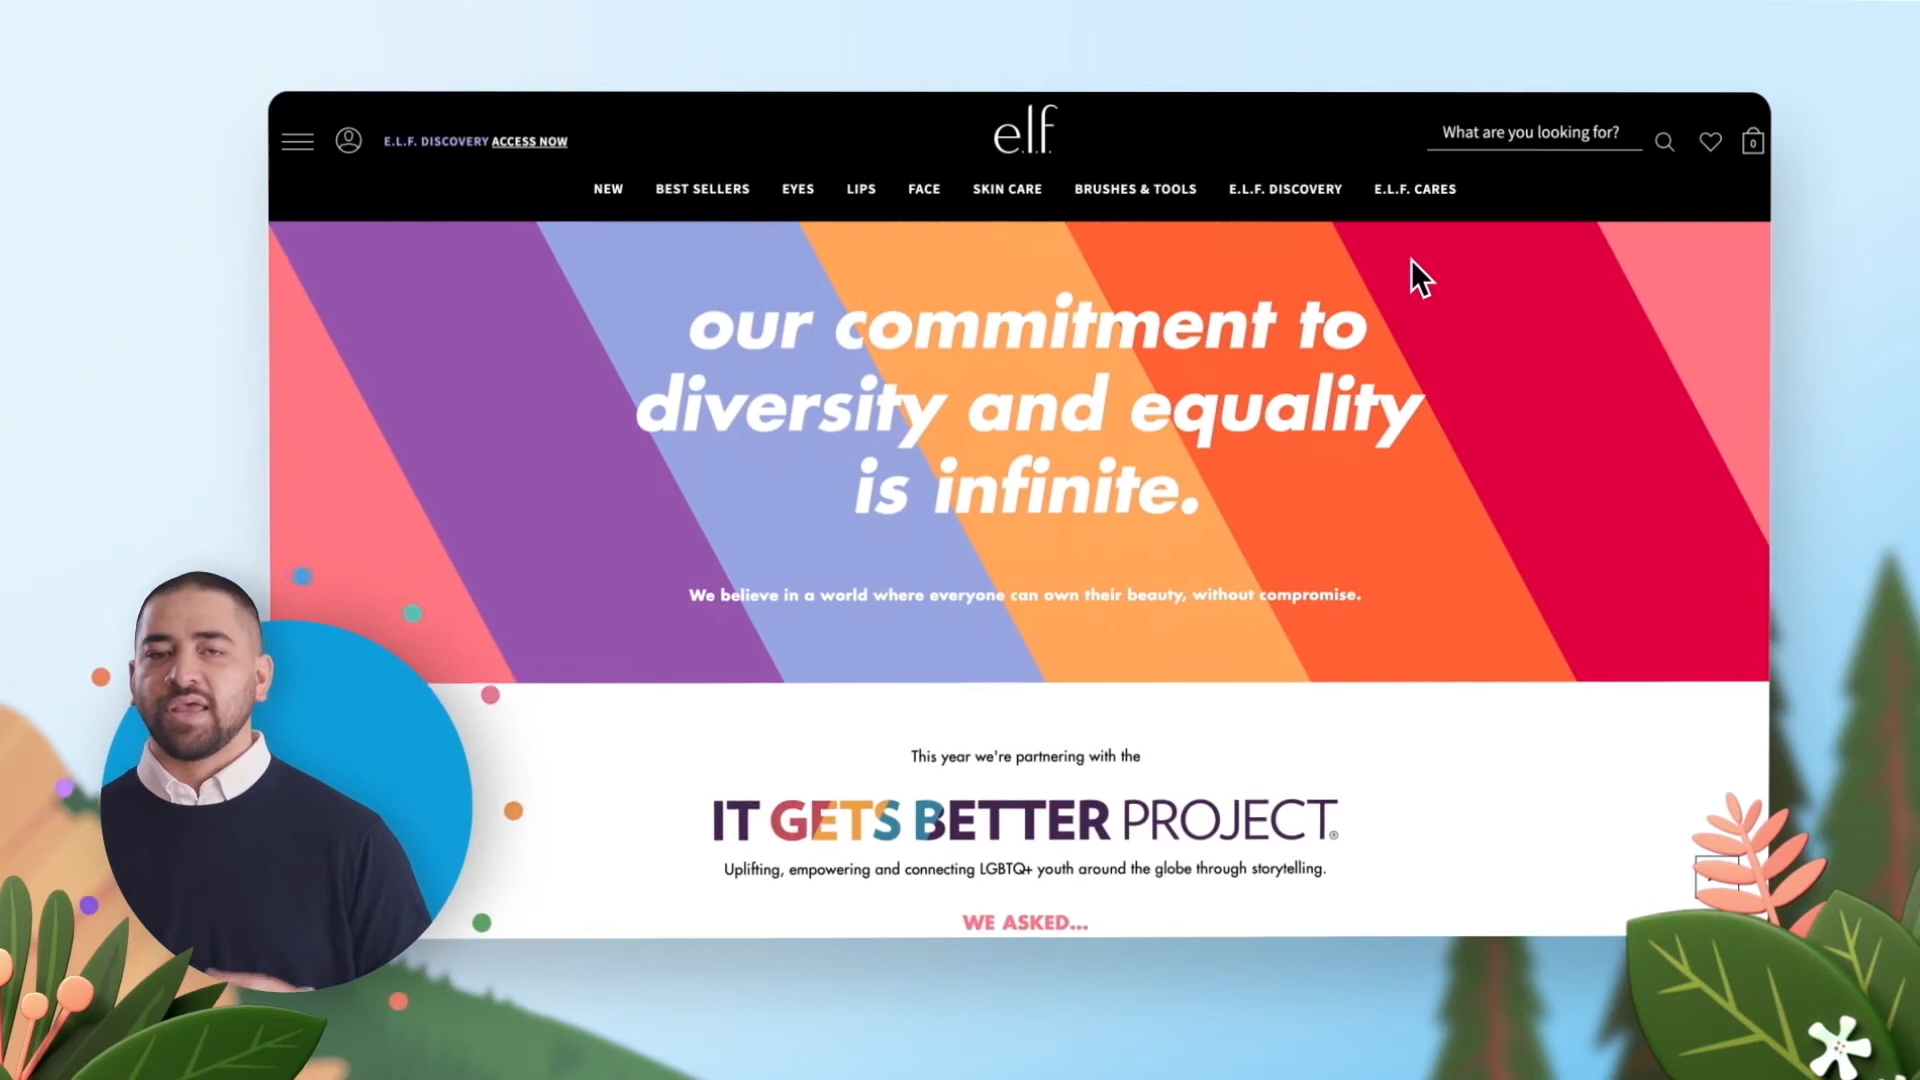 e.l.f.
E.L.F. DISCOVERY ACCESS NOW
What are you looking for?
0
NEW BEST SELLERS EYES LIPS FACE SKIN CARE BRUSHES & TOOLS E.L.F. DISCOVERY E.L.F. CARES
our commitment to
diversity and equality
is infinite.
We believe in a world where everyone can own their beauty, without compromise.
This year we're partnering with the
IT GETS BETTER PROJECT®
Uplifting, empowering and connecting LGBTQ+ youth around the globe through storytelling.
WE ASKED...